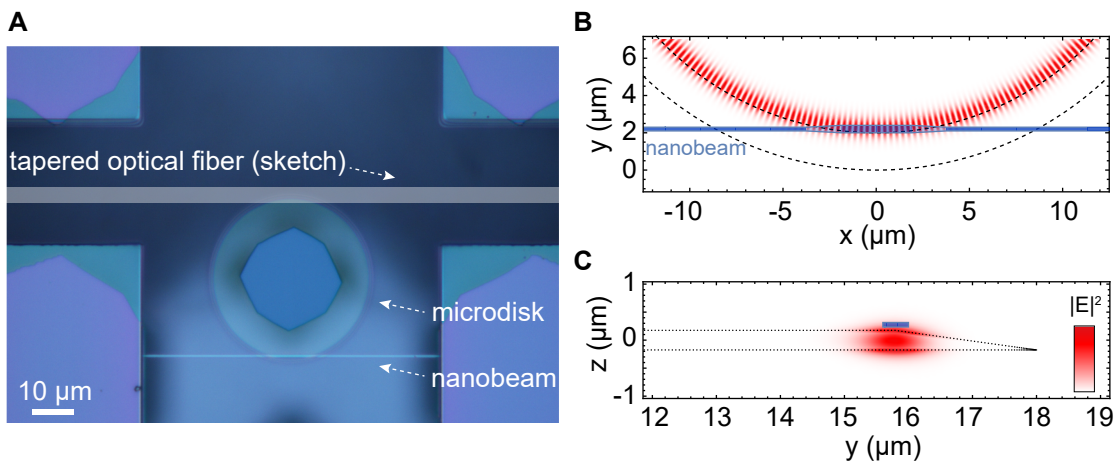 A
tapered optical fiber (sketch)
microdisk
nanobeam
10 μm
B
6
4
2
0
y (μm)
nanobeam
-10
-5
0
5
10
x (μm)
C
1
0
-1
z (μm)
|E|²
12
13
14
15
16
17
18
19
y (μm)